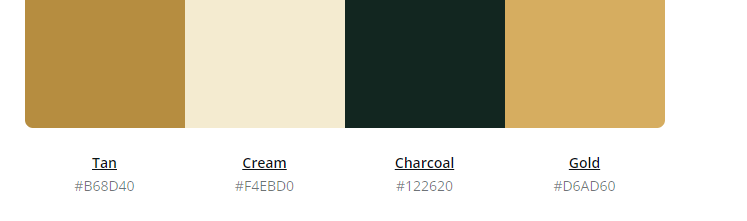 Tan Cream Charcoal Gold
#B68D40 #F4EBD0 #122620 #D6AD60